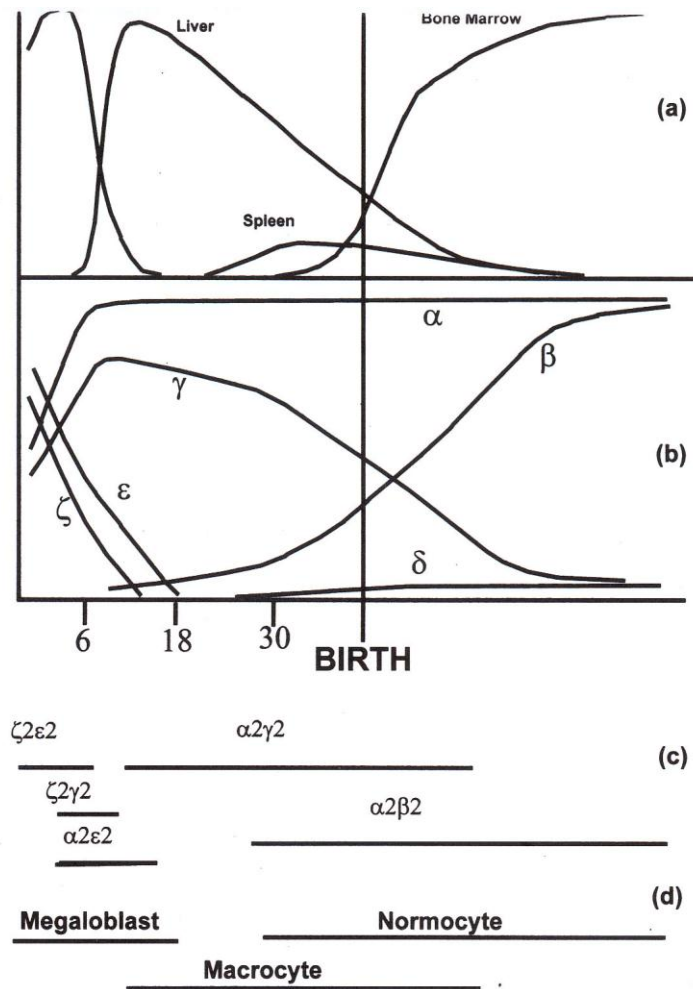 Bone Marrow
Liver
(a)
Spleen
α
β
γ
(b)
ε
ζ
δ
6 18 30
BIRTH
ζ2ε2 α2γ2
(c)
ζ2γ2
α2β2
α2ε2
(d)
Megaloblast Normocyte
Macrocyte